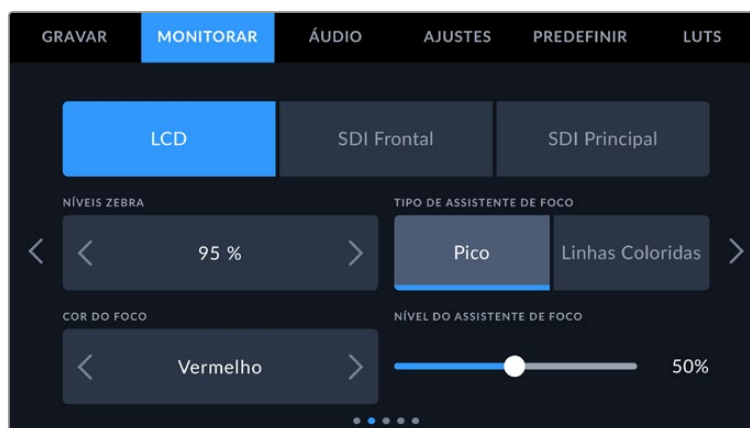 GRAVAR MONITORAR ÁUDIO AJUSTES PREDEFINIR LUTS
LCD SDI Frontal SDI Principal
NÍVEIS ZEBRA TIPO DE ASSISTENTE DE FOCO
95 % Pico Linhas Coloridas
COR DO FOCO NÍVEL DO ASSISTENTE DE FOCO
Vermelho 50%